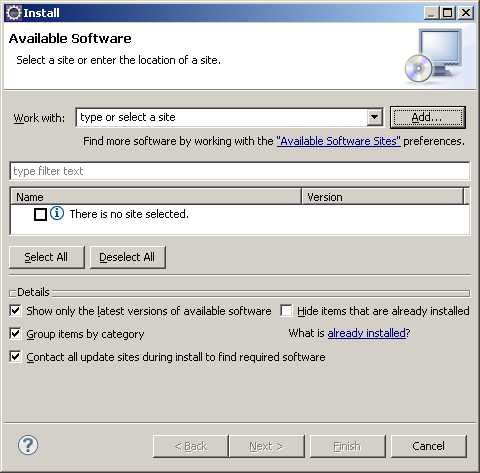 Install
Available Software
Select a site or enter the location of a site.
Work with: type or select a site Add...
Find more software by working with the "Available Software Sites" preferences.
type filter text
Name Version
There is no site selected.
Select All Deselect All
Details
Show only the latest versions of available software Hide items that are already installed
Group items by category What is already installed?
Contact all update sites during install to find required software
? < Back Next > Finish Cancel